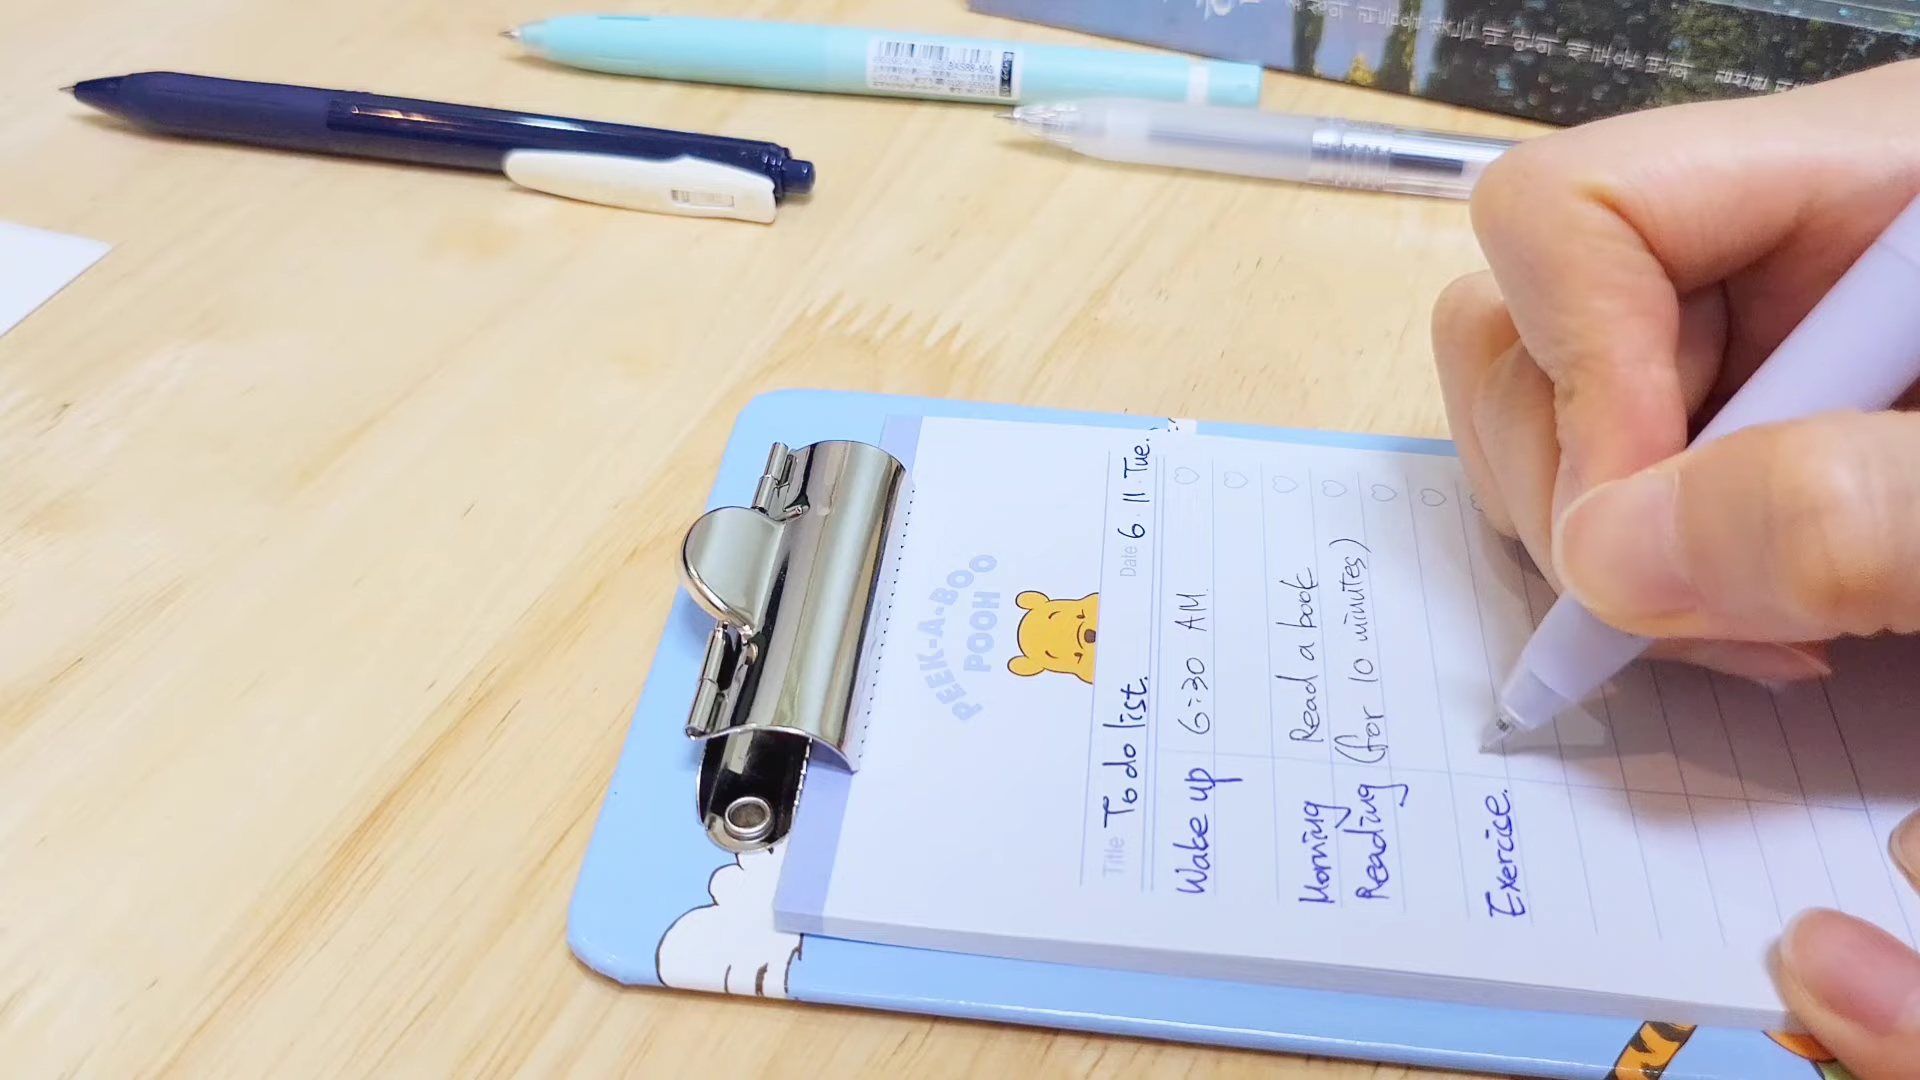 PEEK-A-BOO
POOH
Title To do list. Date 6. 11. Tue.
Wake up 6:30 AM.
Morning Read a book
Reading (for 10 minutes)
Exercise.